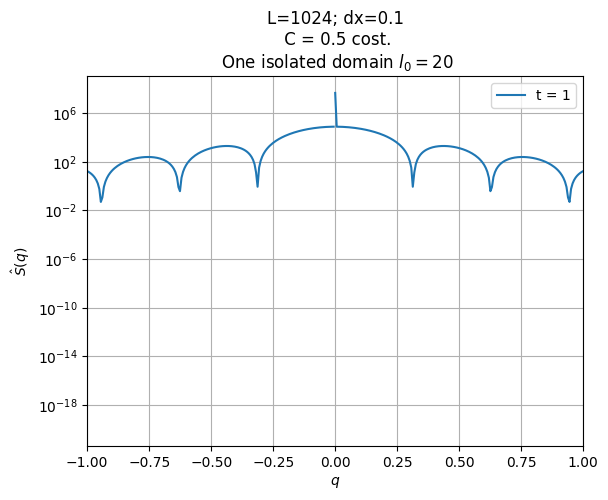 L=1024; dx=0.1
C = 0.5 cost.
One isolated domain $l_0 = 20$
t = 1
$10^6$
$10^2$
$10^{-2}$
$10^{-6}$
$10^{-10}$
$10^{-14}$
$10^{-18}$
$\hat{S}(q)$
−1.00 −0.75 −0.50 −0.25 0.00 0.25 0.50 0.75 1.00
q